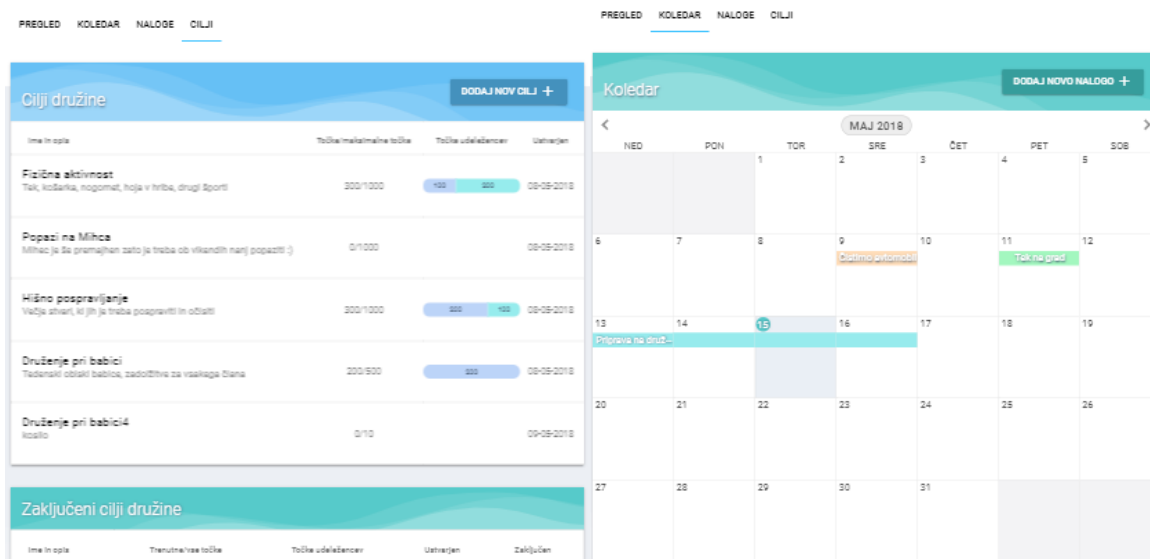 PREGLED KOLEDAR NALOGE CILJI
Cilji družine
DODAJ NOV CILJ +
Ime in opis Točke/maksimalne točke Točke udeležencev Ustvarjen
Fizična aktivnost
Tek, košarka, nogomet, hoja v hribe, drugi športi
300/1000 100 200 08-05-2018
Popazi na Mihca
Mihec je še premejhen zato je treba ob vikendih nanj popaziti :)
0/1000 08-05-2018
Hišno pospravljanje
Večje stvari, ki jih je treba pospraviti in očisiti
300/1000 200 100 08-05-2018
Druženje pri babici
Tedenski obiski babice, zadolžitve za vsakega člana
200/500 200 08-05-2018
Druženje pri babici4
kosilo
0/10 09-05-2018
Zaključeni cilji družine
Ime in opis Trenutne/vse točke Točke udeležencev Ustvarjen Zaključen
PREGLED KOLEDAR NALOGE CILJI
Koledar
DODAJ NOVO NALOGO +
MAJ 2018
NED PON TOR SRE ČET PET SOB
1 2 3 4 5
6 7 8 9 10 11 12
Čistimo avtomobil Tek na grad
13 14 15 16 17 18 19
Priprava na druž
20 21 22 23 24 25 26
27 28 29 30 31